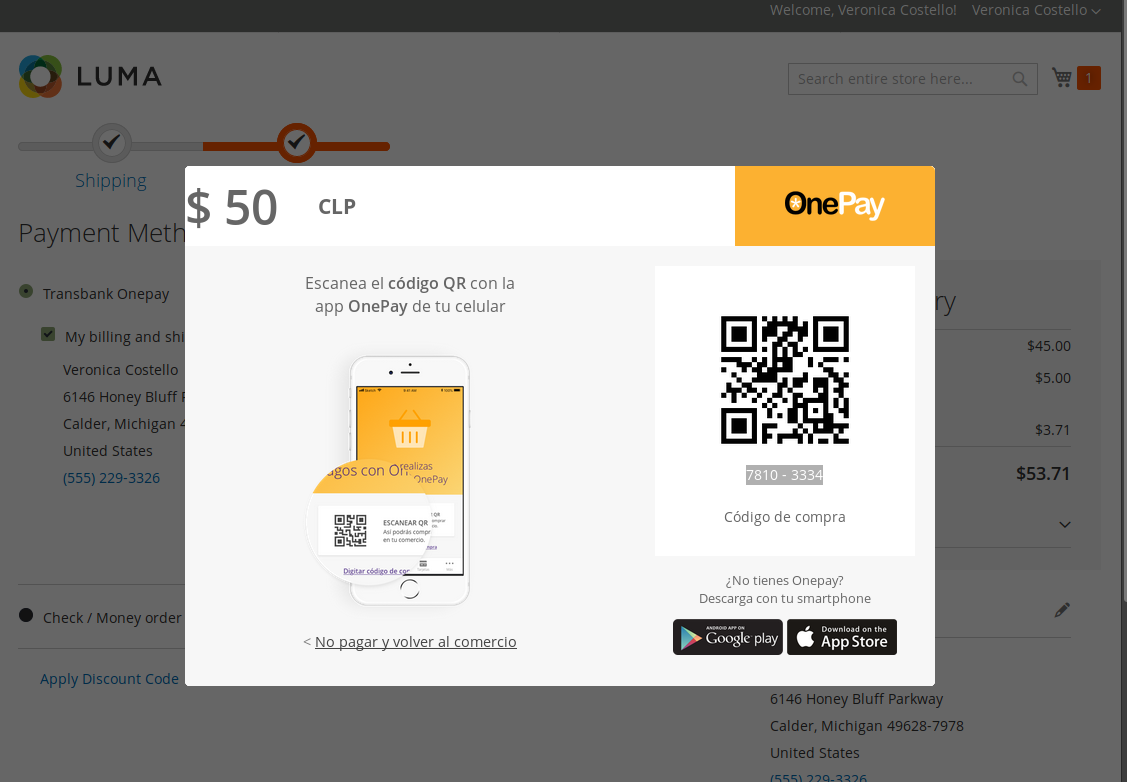 Welcome, Veronica Costello! Veronica Costello
LUMA
Search entire store here...
1
Shipping
Payment Meth
Transbank Onepay
My billing and shi
Veronica Costello
6146 Honey Bluff P
Calder, Michigan 4
United States
(555) 229-3326
Check / Money order
Apply Discount Code
$ 50 CLP
OnePay
Escanea el código QR con la
app OnePay de tu celular
realizas
OnePay
agos con On
ESCANEAR QR
Así podrás compr
en tu comercio.
Digitar código de co
< No pagar y volver al comercio
7810 - 3334
Código de compra
¿No tienes Onepay?
Descarga con tu smartphone
ANDROID APP ON
Google play
Download on the
App Store
ry
$45.00
$5.00
$3.71
$53.71
6146 Honey Bluff Parkway
Calder, Michigan 49628-7978
United States
(555) 229-3326